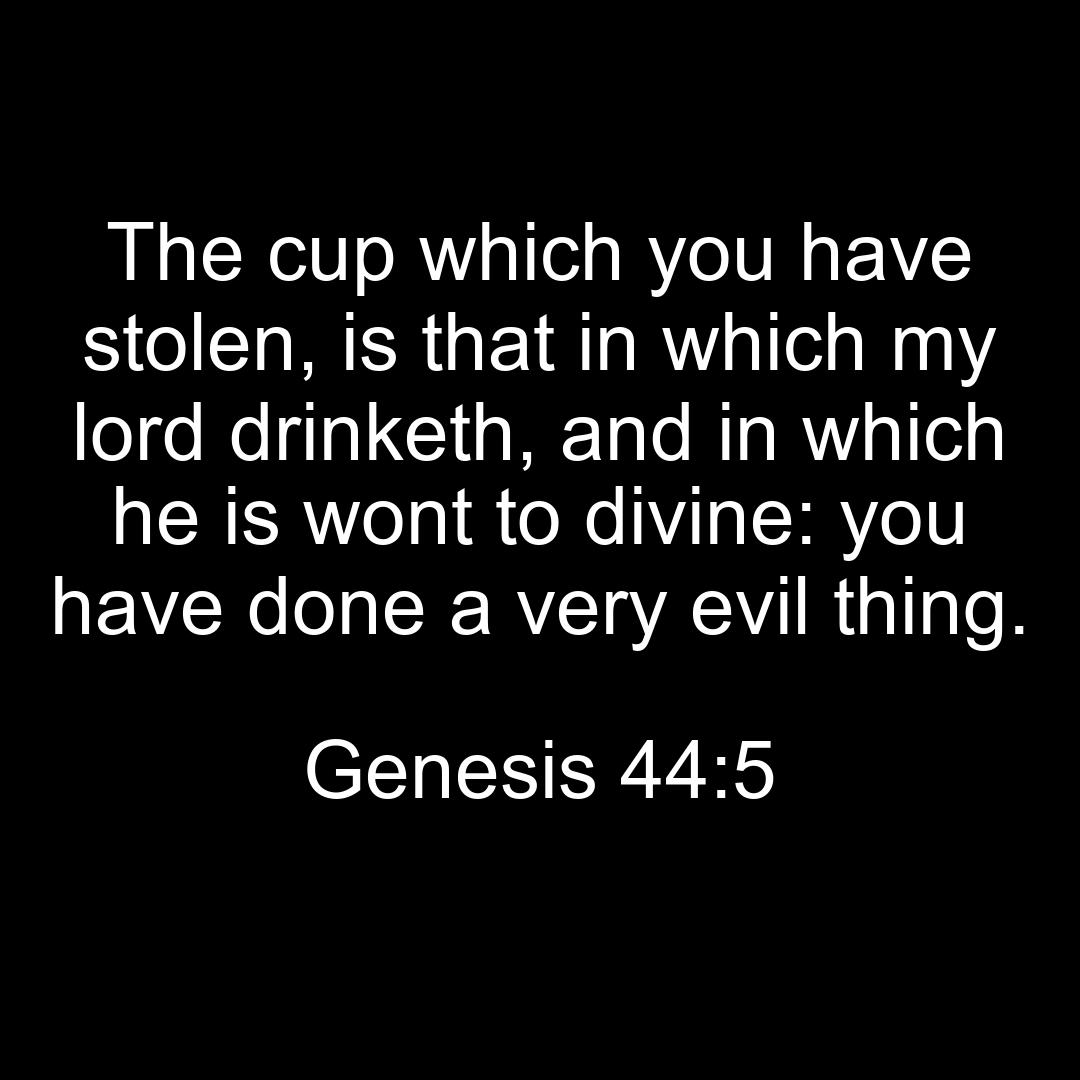 The cup which you have
stolen, is that in which my
lord drinketh, and in which
he is wont to divine: you
have done a very evil thing.
Genesis 44:5